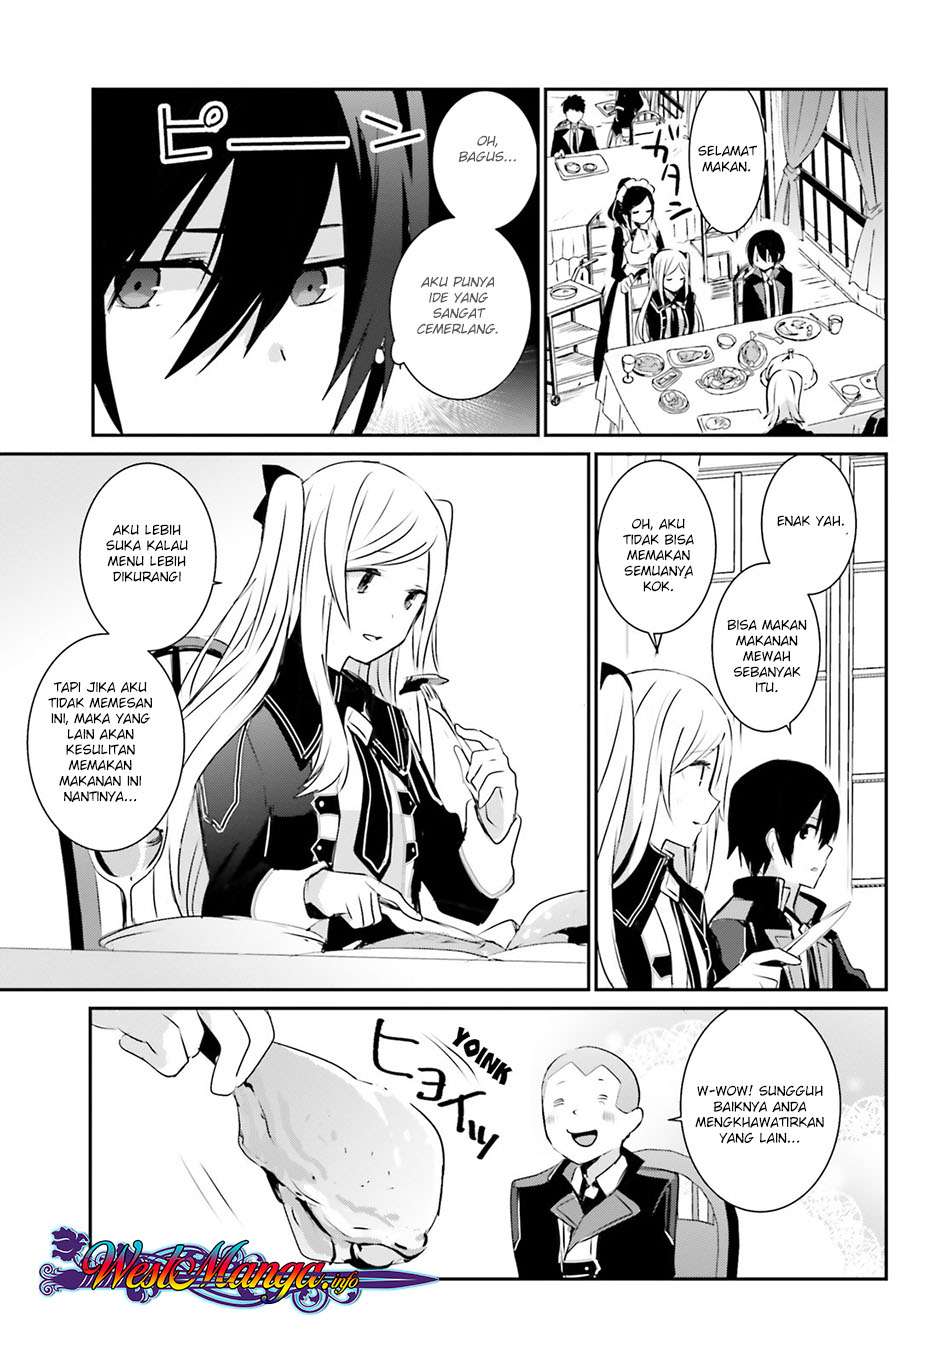 SELAMAT
MAKAN.
ガタン
OH,
BAGUS...
AKU PUNYA
IDE YANG
SANGAT
CEMERLANG.
ピーーン
ENAK YAH.
BISA MAKAN
MAKANAN
MEWAH
SEBANYAK
ITU.
OH, AKU
TIDAK BISA
MEMAKAN
SEMUANYA
KOK.
AKU LEBIH
SUKA KALAU
MENU LEBIH
DIKURANGI
TAPI JIKA AKU
TIDAK MEMESAN
INI, MAKA YANG
LAIN AKAN
KESULITAN
MEMAKAN
MAKANAN INI
NANTINYA...
W-WOW! SUNGGUH
BAIKNYA ANDA
MENGKHAWATIRKAN
YANG LAIN...
YOINK
ヒョイッ
WestManga.info